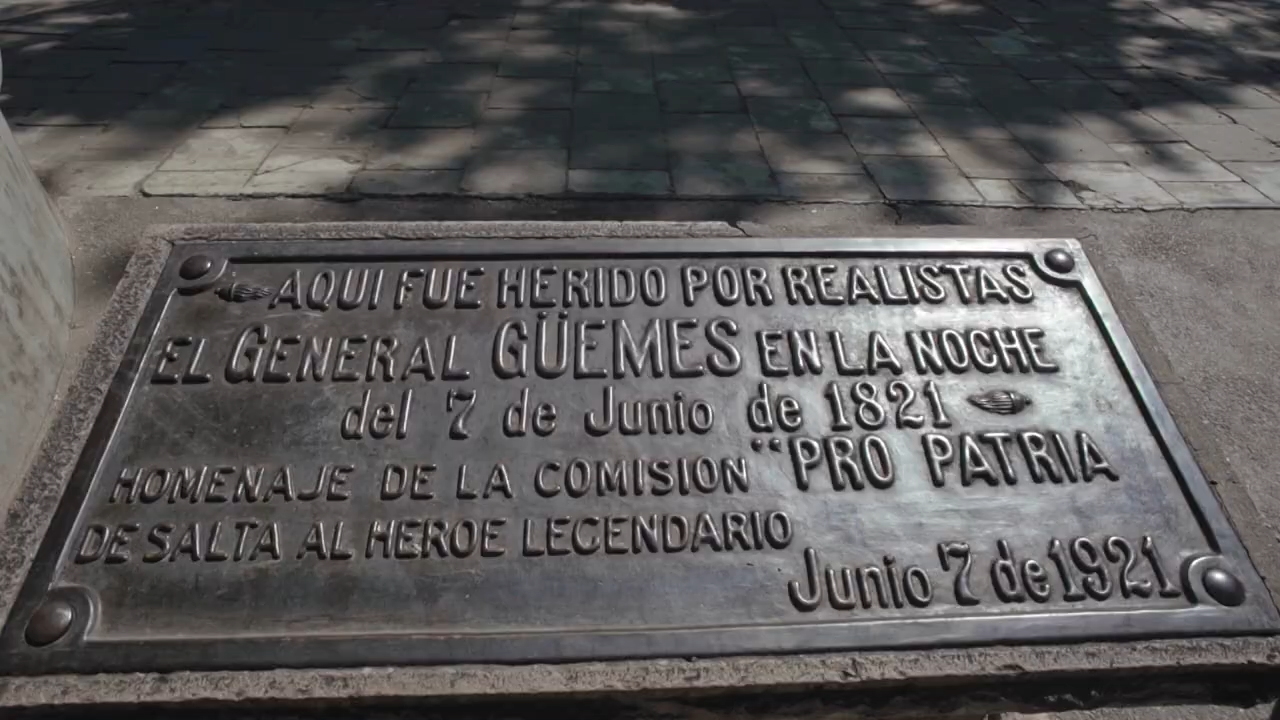 AQUI FUE HERIDO POR REALISTAS
EL GENERAL GÜEMES EN LA NOCHE
del 7 de Junio de 1821
HOMENAJE DE LA COMISION "PRO PATRIA
DE SALTA AL HEROE LEGENDARIO
Junio 7 de 1921